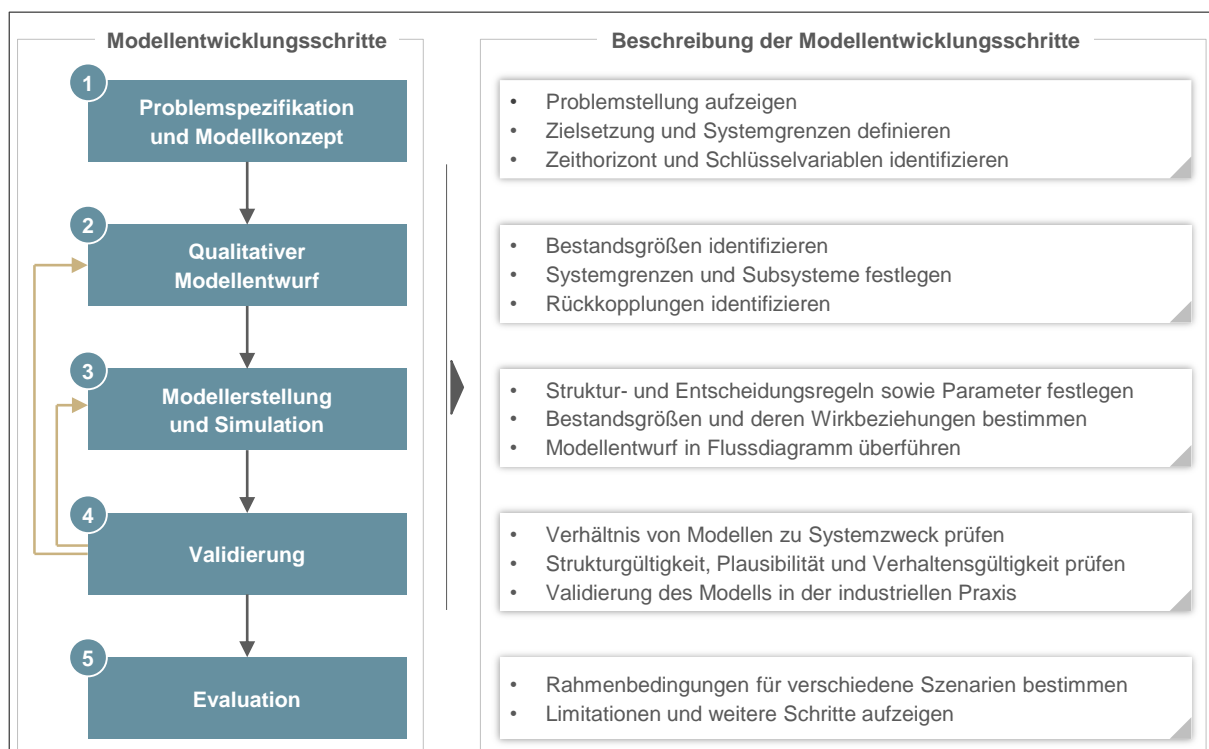 Modellentwicklungsschritte
Beschreibung der Modellentwicklungsschritte
1
Problemspezifikation
und Modellkonzept
• Problemstellung aufzeigen
• Zielsetzung und Systemgrenzen definieren
• Zeithorizont und Schlüsselvariablen identifizieren
2
Qualitativer
Modellentwurf
• Bestandsgrößen identifizieren
• Systemgrenzen und Subsysteme festlegen
• Rückkopplungen identifizieren
3
Modellerstellung
und Simulation
• Struktur- und Entscheidungsregeln sowie Parameter festlegen
• Bestandsgrößen und deren Wirkbeziehungen bestimmen
• Modellentwurf in Flussdiagramm überführen
4
Validierung
• Verhältnis von Modellen zu Systemzweck prüfen
• Strukturgültigkeit, Plausibilität und Verhaltensgültigkeit prüfen
• Validierung des Modells in der industriellen Praxis
5
Evaluation
• Rahmenbedingungen für verschiedene Szenarien bestimmen
• Limitationen und weitere Schritte aufzeigen